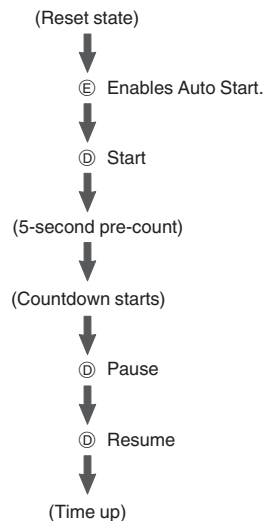 (Reset state)
Ⓔ Enables Auto Start.
Ⓓ Start
(5-second pre-count)
(Countdown starts)
Ⓓ Pause
Ⓓ Resume
(Time up)